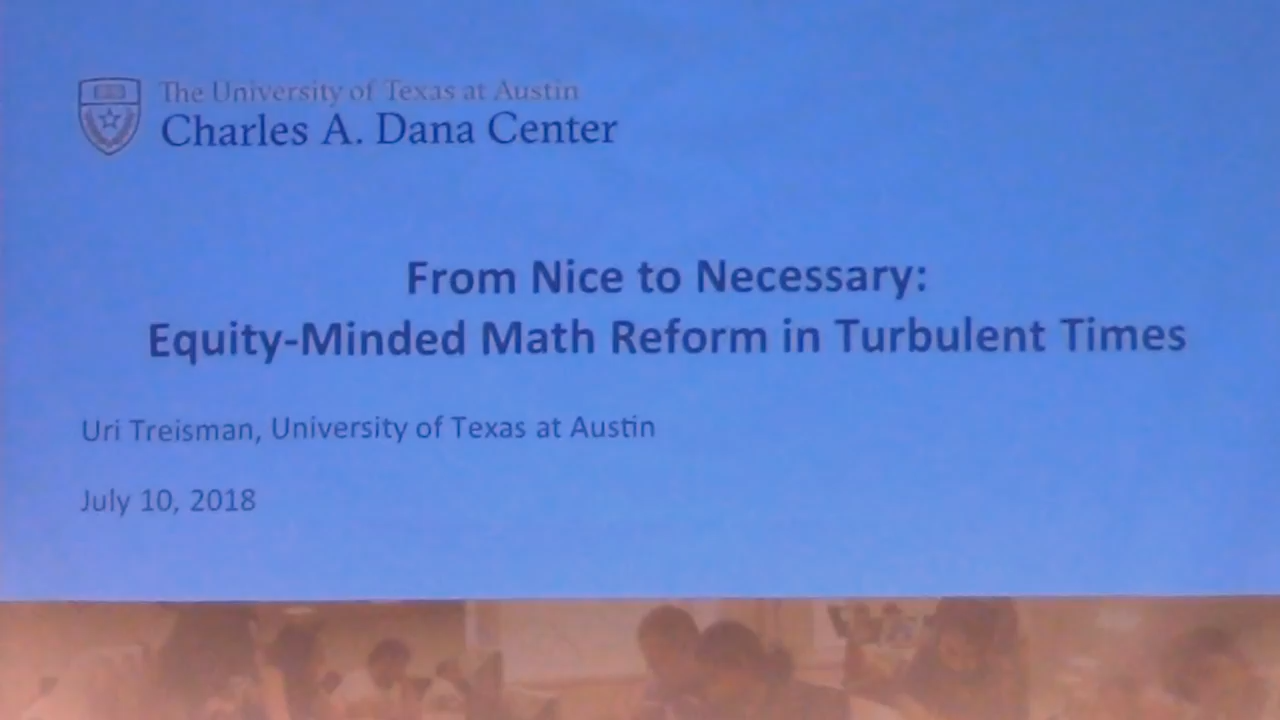 The University of Texas at Austin
Charles A. Dana Center
From Nice to Necessary:
Equity-Minded Math Reform in Turbulent Times
Uri Treisman, University of Texas at Austin
July 10, 2018